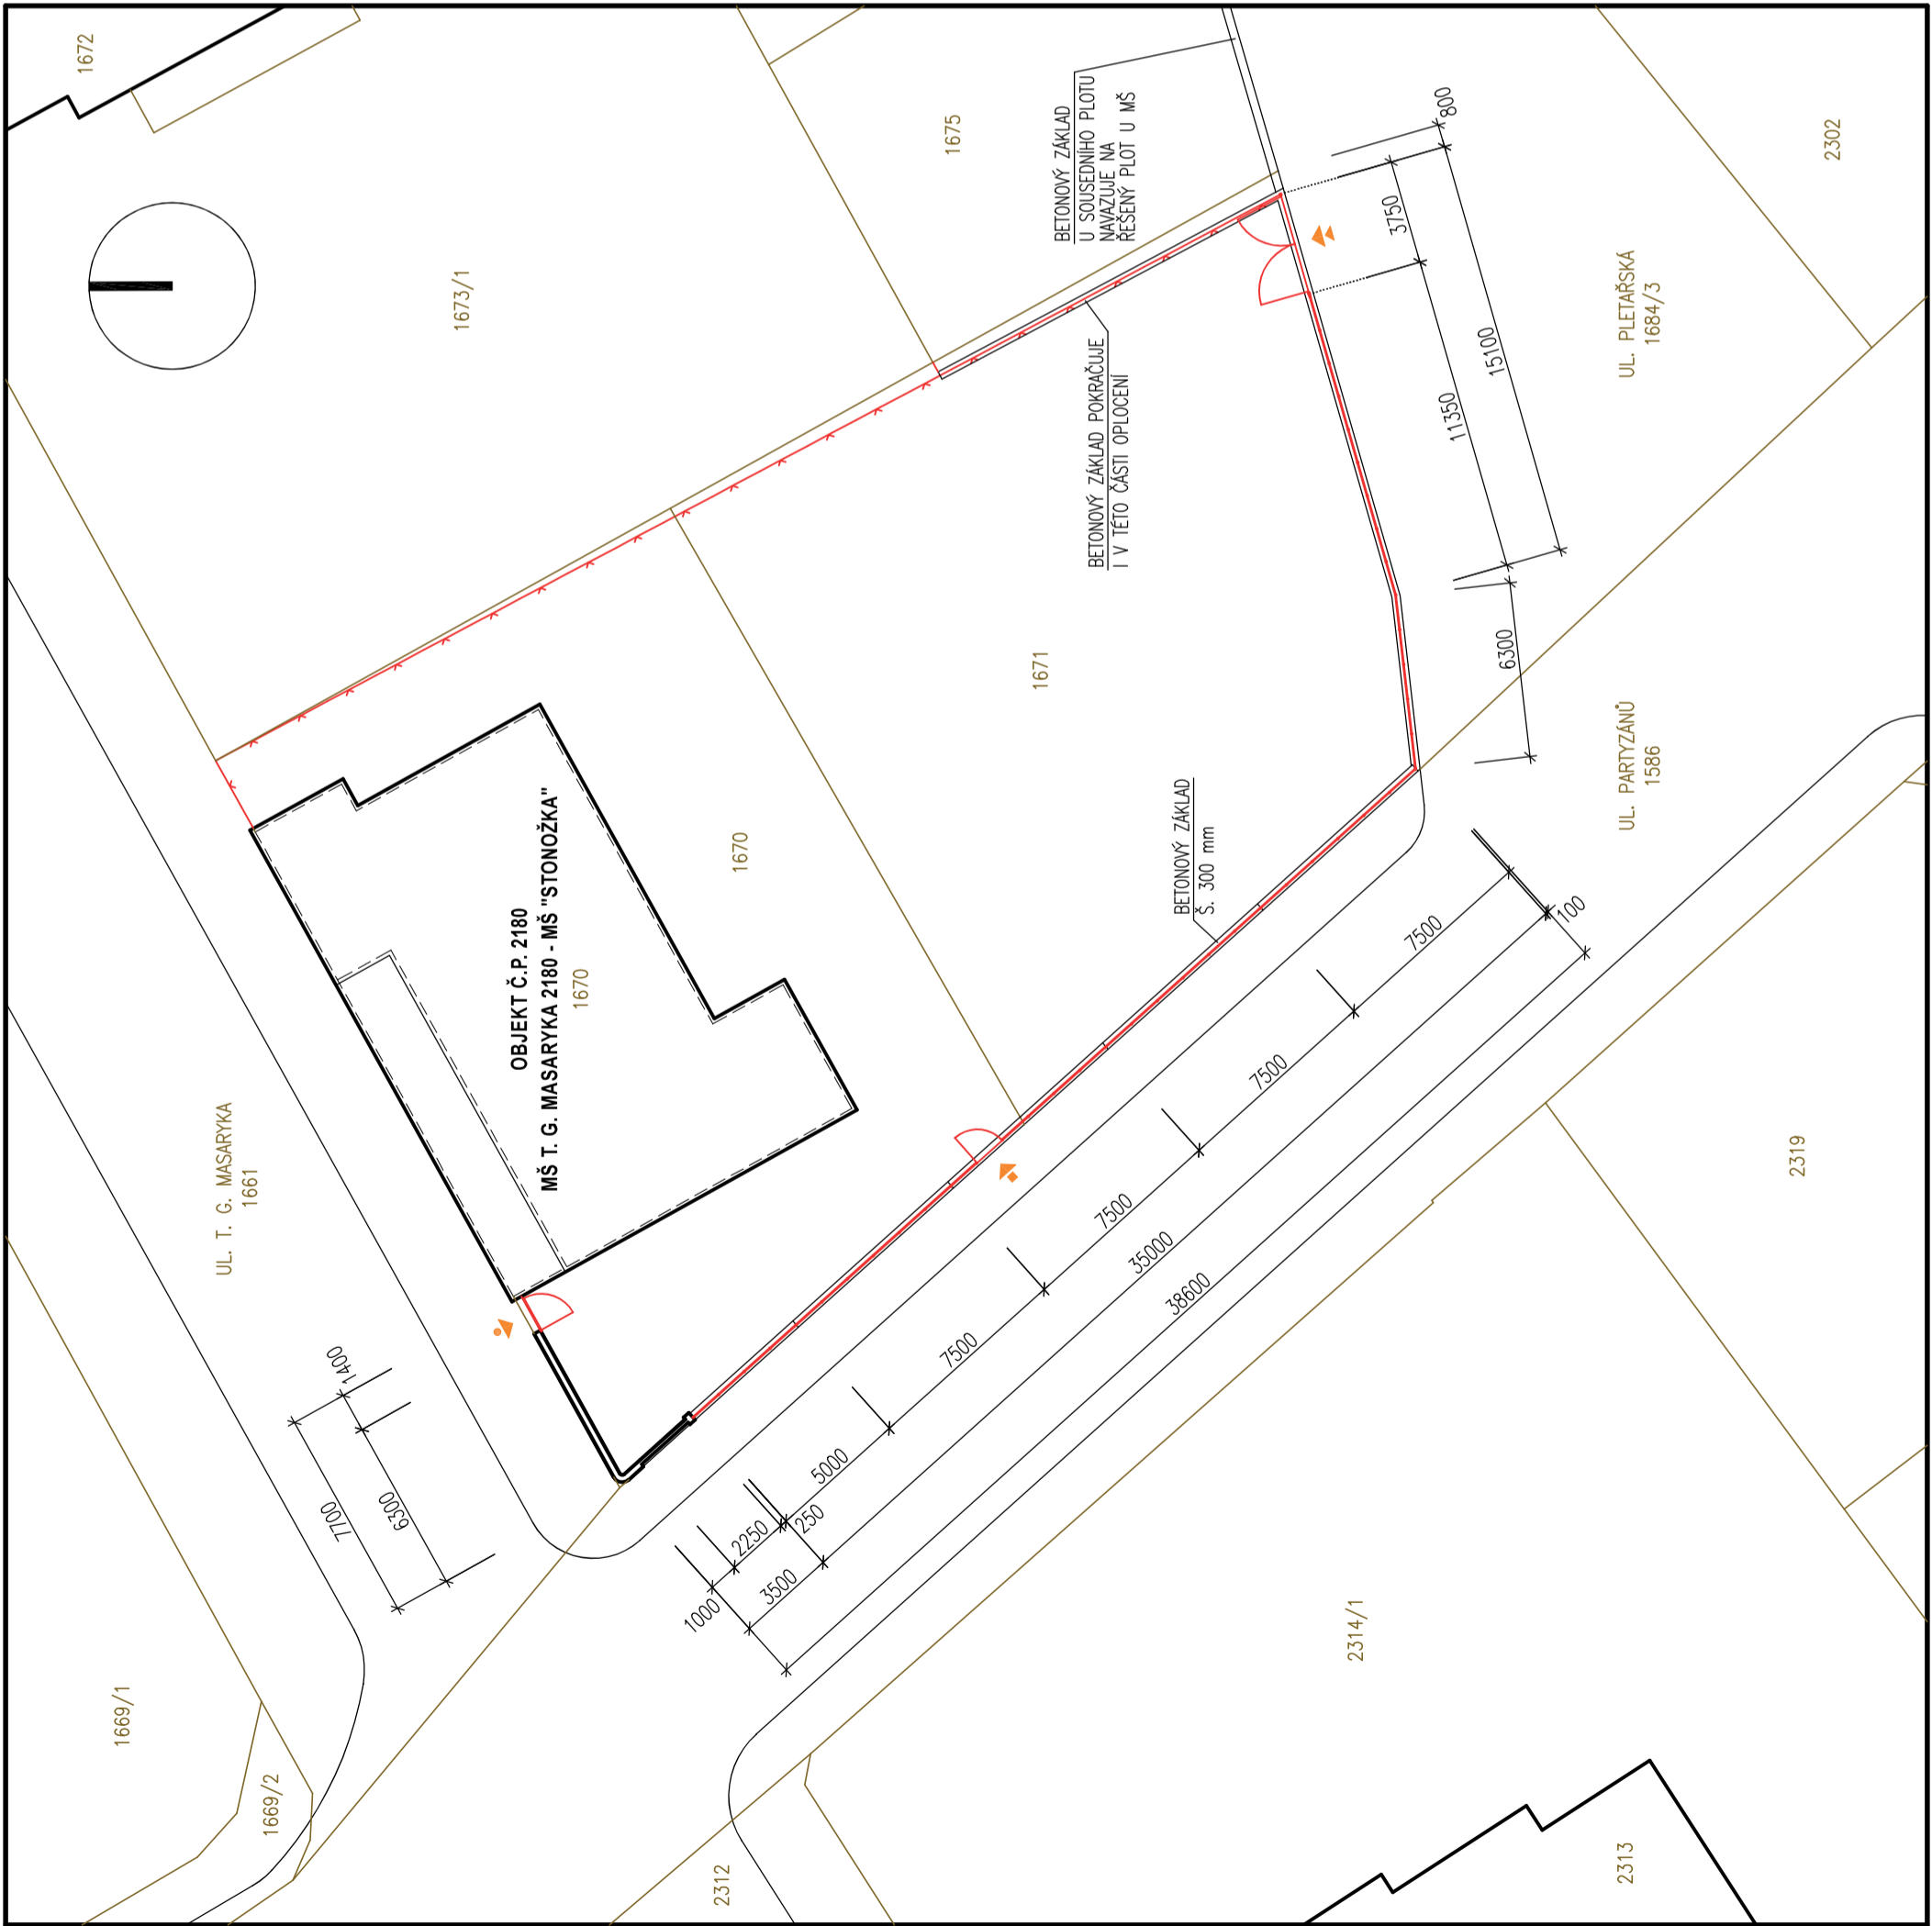 1672
1673/1
1675
BETONOVÝ ZÁKLAD
U SOUSEDNÍHO PLOTU
NAVAZUJE NA
ŘEŠENÝ PLOT U MŠ
800
2302
3750
15100
11350
UL. PLETAŘSKÁ
1684/3
BETONOVÝ ZÁKLAD POKRAČUJE
I V TÉTO ČÁSTI OPLOCENÍ
6300
1671
1670
OBJEKT Č.P. 2180
MŠ T. G. MASARYKA 2180 - MŠ "STONOŽKA"
1670
UL. PARTYZÁNŮ
1586
BETONOVÝ ZÁKLAD
Š. 300 mm
7500
100
7500
7500
35000
38600
7500
5000
250
2250
3500
1000
UL. T. G. MASARYKA
1661
1400
7700
6300
2319
2314/1
1669/1
1669/2
2312
2313